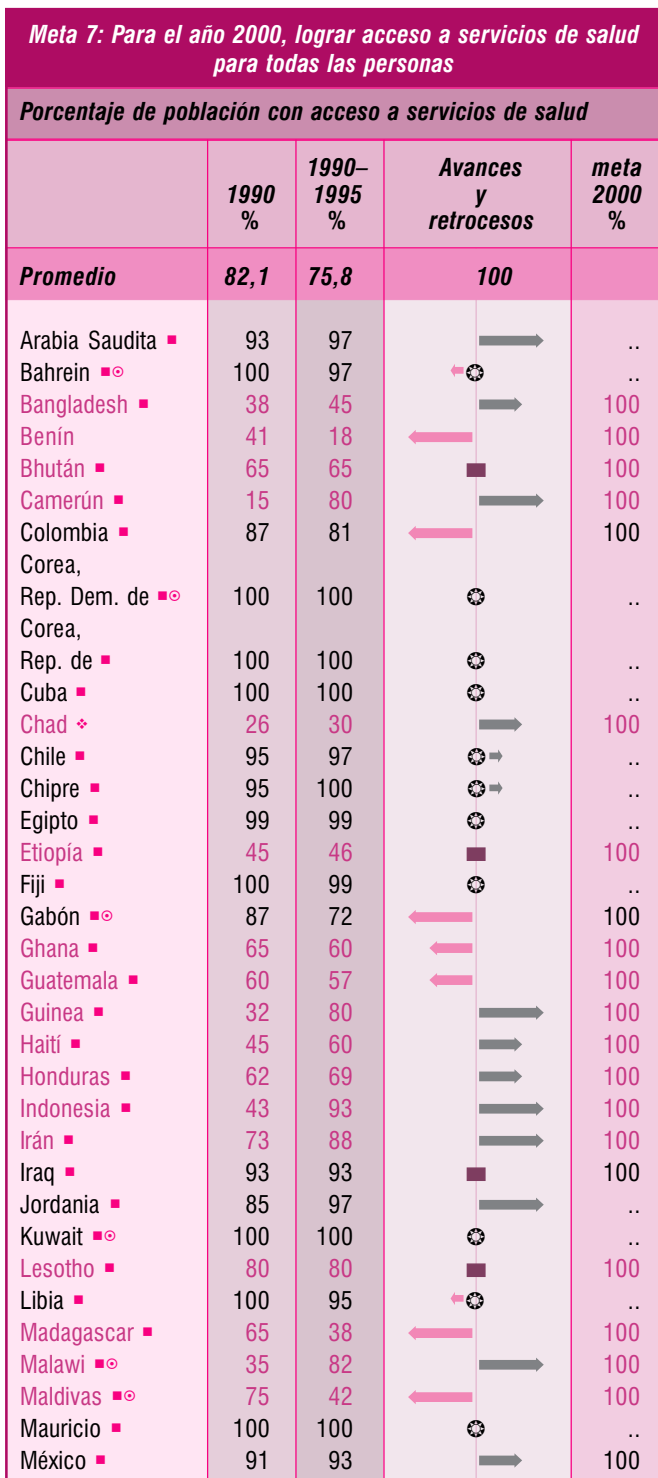 Meta 7: Para el año 2000, lograr acceso a servicios de salud
para todas las personas
Porcentaje de población con acceso a servicios de salud
1990 % 1990–1995 % Avances y retrocesos meta 2000 %
Promedio 82,1 75,8 100
Arabia Saudita 93 97 ..
Bahrein 100 97 ..
Bangladesh 38 45 100
Benín 41 18 100
Bhután 65 65 100
Camerún 15 80 100
Colombia 87 81 100
Corea,
Rep. Dem. de 100 100 ..
Corea,
Rep. de 100 100 ..
Cuba 100 100 ..
Chad 26 30 100
Chile 95 97 ..
Chipre 95 100 ..
Egipto 99 99 ..
Etiopía 45 46 100
Fiji 100 99 ..
Gabón 87 72 100
Ghana 65 60 100
Guatemala 60 57 100
Guinea 32 80 100
Haití 45 60 100
Honduras 62 69 100
Indonesia 43 93 100
Irán 73 88 100
Iraq 93 93 100
Jordania 85 97 ..
Kuwait 100 100 ..
Lesotho 80 80 100
Libia 100 95 ..
Madagascar 65 38 100
Malawi 35 82 100
Maldivas 75 42 100
Mauricio 100 100 ..
México 91 93 100